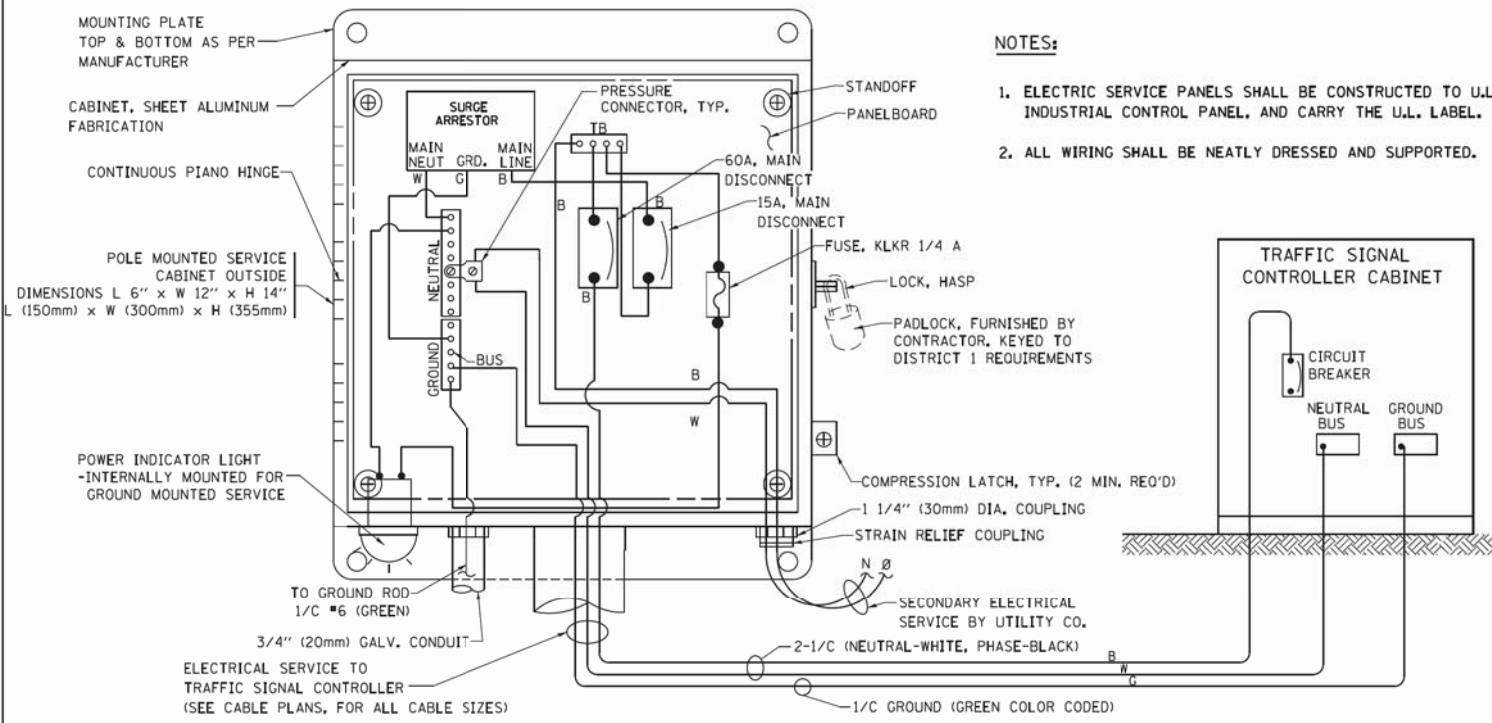 MOUNTING PLATE
TOP & BOTTOM AS PER
MANUFACTURER
CABINET, SHEET ALUMINUM
FABRICATION
CONTINUOUS PIANO HINGE
POLE MOUNTED SERVICE
CABINET OUTSIDE
DIMENSIONS L 6" x W 12" x H 14"
L (150mm) x W (300mm) x H (355mm)
POWER INDICATOR LIGHT
-INTERNALLY MOUNTED FOR
GROUND MOUNTED SERVICE
SURGE
ARRESTOR
MAIN
NEUT
GRD.
MAIN
LINE
W
G
B
PRESSURE
CONNECTOR, TYP.
TB
STANDOFF
PANELBOARD
60A, MAIN
DISCONNECT
15A, MAIN
DISCONNECT
B
B
B
NEUTRAL
GROUND
BUS
FUSE, KLKR 1/4 A
LOCK, HASP
PADLOCK, FURNISHED BY
CONTRACTOR. KEYED TO
DISTRICT 1 REQUIREMENTS
B
W
COMPRESSION LATCH, TYP. (2 MIN. REQ'D)
1 1/4" (30mm) DIA. COUPLING
STRAIN RELIEF COUPLING
N Ø
SECONDARY ELECTRICAL
SERVICE BY UTILITY CO.
TO GROUND ROD
1/C #6 (GREEN)
3/4" (20mm) GALV. CONDUIT
ELECTRICAL SERVICE TO
TRAFFIC SIGNAL CONTROLLER
(SEE CABLE PLANS, FOR ALL CABLE SIZES)
2-1/C (NEUTRAL-WHITE, PHASE-BLACK)
B
W
G
1/C GROUND (GREEN COLOR CODED)
NOTES:
1. ELECTRIC SERVICE PANELS SHALL BE CONSTRUCTED TO U.L
INDUSTRIAL CONTROL PANEL, AND CARRY THE U.L. LABEL.
2. ALL WIRING SHALL BE NEATLY DRESSED AND SUPPORTED.
TRAFFIC SIGNAL
CONTROLLER CABINET
CIRCUIT
BREAKER
NEUTRAL
BUS
GROUND
BUS